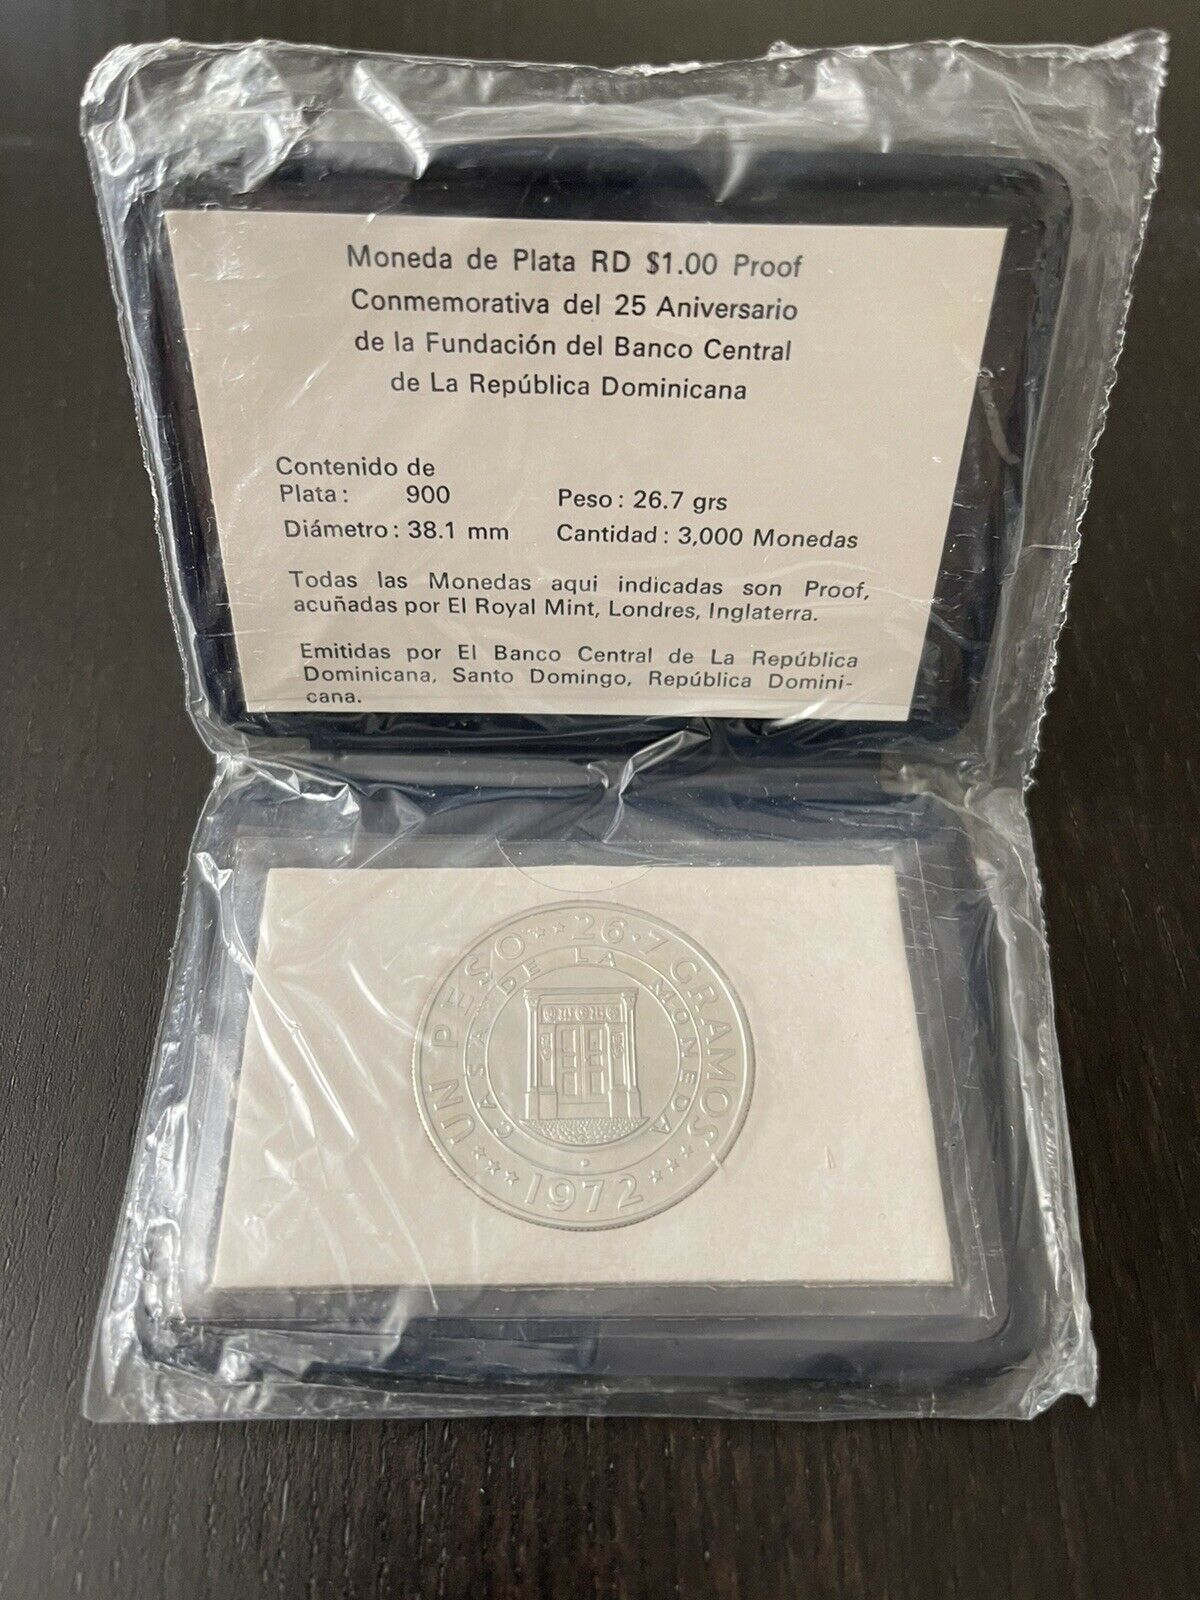 Moneda de Plata RD $1.00 Proof
Conmemorativa del 25 Aniversario
de la Fundación del Banco Central
de La República Dominicana
Contenido de
Plata: 900 Peso: 26.7 grs
Diámetro: 38.1 mm Cantidad: 3,000 Monedas
Todas las Monedas aqui indicadas son Proof,
acuñadas por El Royal Mint, Londres, Inglaterra.
Emitidas por El Banco Central de La República
Dominicana, Santo Domingo, República Domini-
cana.
UN PESO 26.7 GRAMOS
CASA DE LA MONEDA
1972